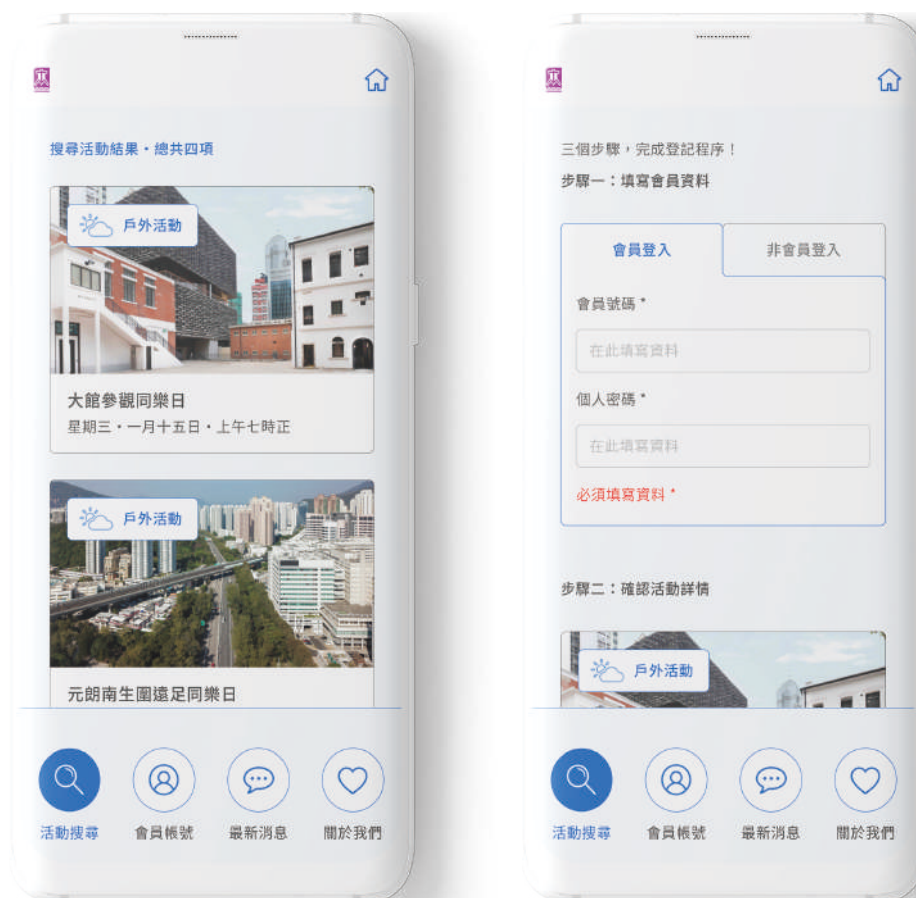 搜尋活動結果・總共四項
戶外活動
大館參觀同樂日
星期三・一月十五日・上午七時正
戶外活動
元朗南生圍遠足同樂日
活動搜尋
會員帳號
最新消息
關於我們
三個步驟，完成登記程序！
步驟一：填寫會員資料
會員登入
非會員登入
會員號碼 *
在此填寫資料
個人密碼 *
在此填寫資料
必須填寫資料 *
步驟二：確認活動詳情
戶外活動
活動搜尋
會員帳號
最新消息
關於我們